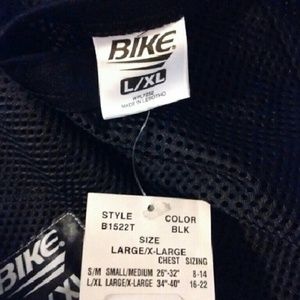 BIKE
L/XL
MADE IN LESOTHO
STYLE COLOR
B1522T BLK
SIZE
LARGE/X-LARGE
CHEST SIZING
S/M SMALL/MEDIUM 26"-32" 8-14
L/XL LARGE/X-LARGE 34"-40" 16-22
BIKE
L/XL